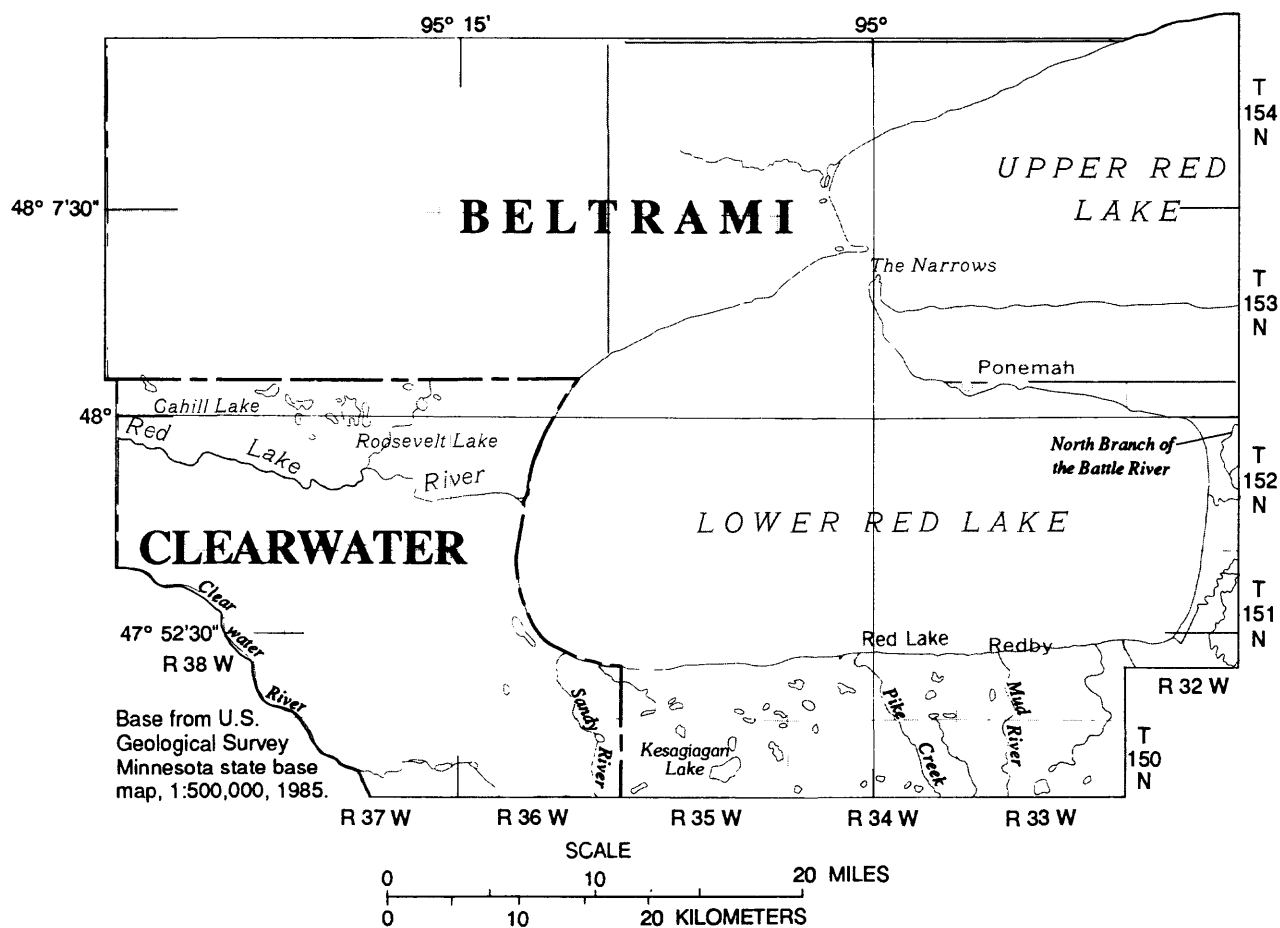 95° 15'
95°
T
154
N
UPPER RED
LAKE
48° 7'30"
BELTRAMI
The Narrows
T
153
N
Ponemah
48°
Cahill Lake
Red Lake River
Roosevelt Lake
North Branch of
the Battle River
T
152
N
LOWER RED LAKE
CLEARWATER
Clear water River
T
151
N
47° 52'30"
R 38 W
Red Lake
Redby
R 32 W
Sandy River
Pike Creek
Mud River
Kesagiagan
Lake
T
150
N
Base from U.S.
Geological Survey
Minnesota state base
map, 1:500,000, 1985.
R 37 W
R 36 W
R 35 W
R 34 W
R 33 W
SCALE
0 10 20 MILES
0 10 20 KILOMETERS